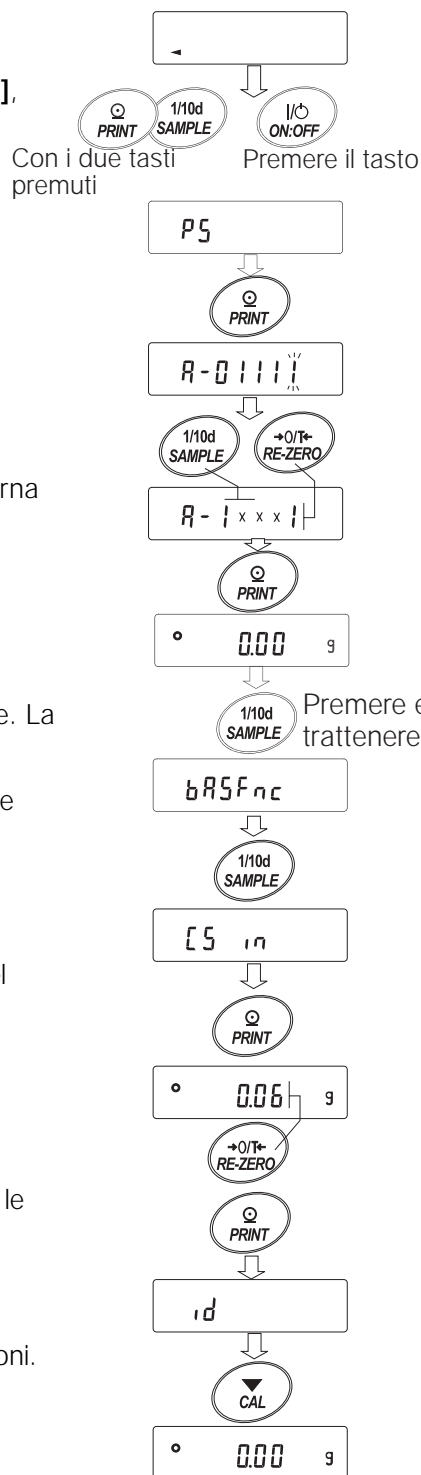 ◄
],
PRINT 1/10d SAMPLE I/⏻ ON:OFF
Con i due tasti premuti Premere il tasto
PS
PRINT
A-01111
1/10d SAMPLE →0/T← RE-ZERO
rna
A-1×××1
PRINT
0.00 g
e. La
1/10d SAMPLE Premere e trattenere
e
bASFnc
1/10d SAMPLE
CS in
l
PRINT
0.06 g
→0/T← RE-ZERO
le
PRINT
id
oni.
CAL
0.00 g